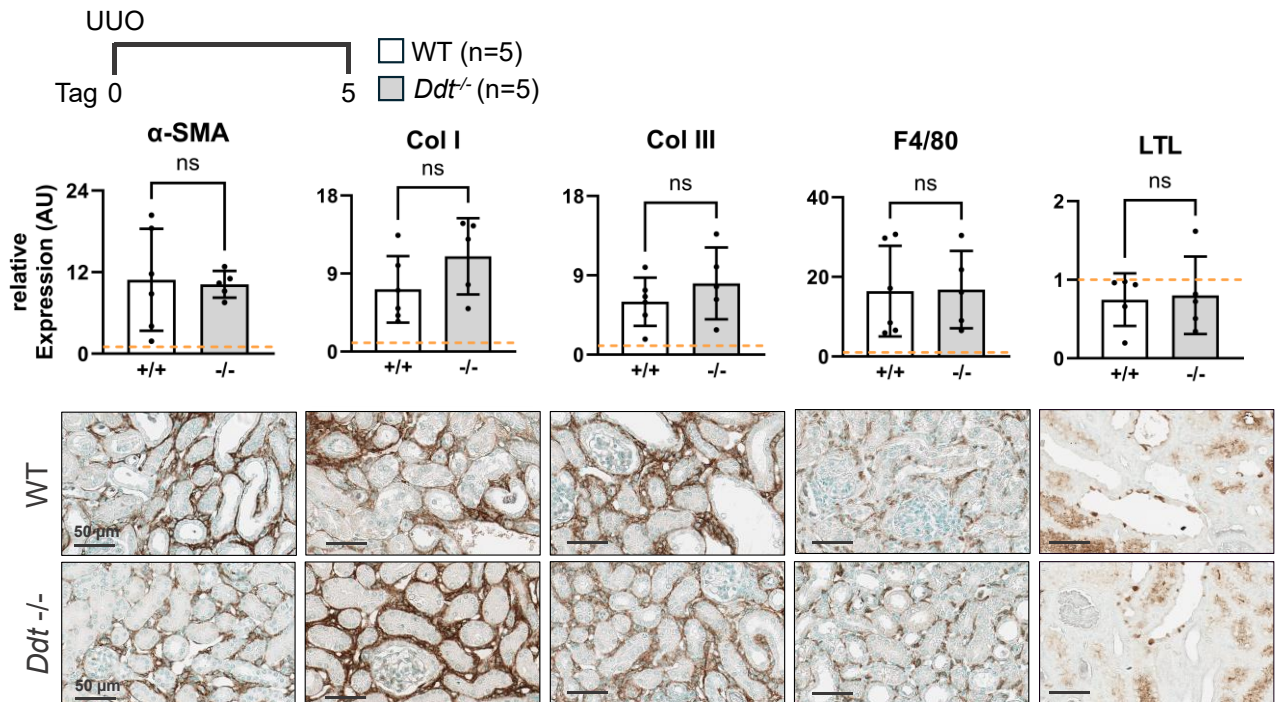 UUO
Tag 0 5
WT (n=5)
Ddt-/- (n=5)
α-SMA
Col I
Col III
F4/80
LTL
relative
Expression (AU)
ns
24
12
0
+/+ -/-
ns
18
9
0
+/+ -/-
ns
18
9
0
+/+ -/-
ns
40
20
0
+/+ -/-
ns
2
1
0
+/+ -/-
WT
50 µm
Ddt -/-
50 µm